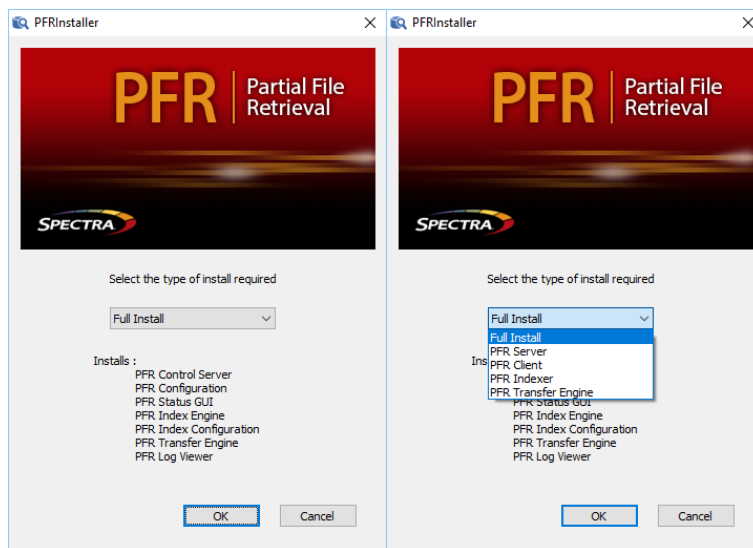 PFRInstaller
PFR
Partial File
Retrieval
SPECTRA
Select the type of install required
Full Install
Installs :
PFR Control Server
PFR Configuration
PFR Status GUI
PFR Index Engine
PFR Index Configuration
PFR Transfer Engine
PFR Log Viewer
OK Cancel
PFRInstaller
PFR
Partial File
Retrieval
SPECTRA
Select the type of install required
Full Install
Full Install
PFR Server
Ins PFR Client
PFR Indexer
PFR Transfer Engine
PFR Status GUI
PFR Index Engine
PFR Index Configuration
PFR Transfer Engine
PFR Log Viewer
OK Cancel